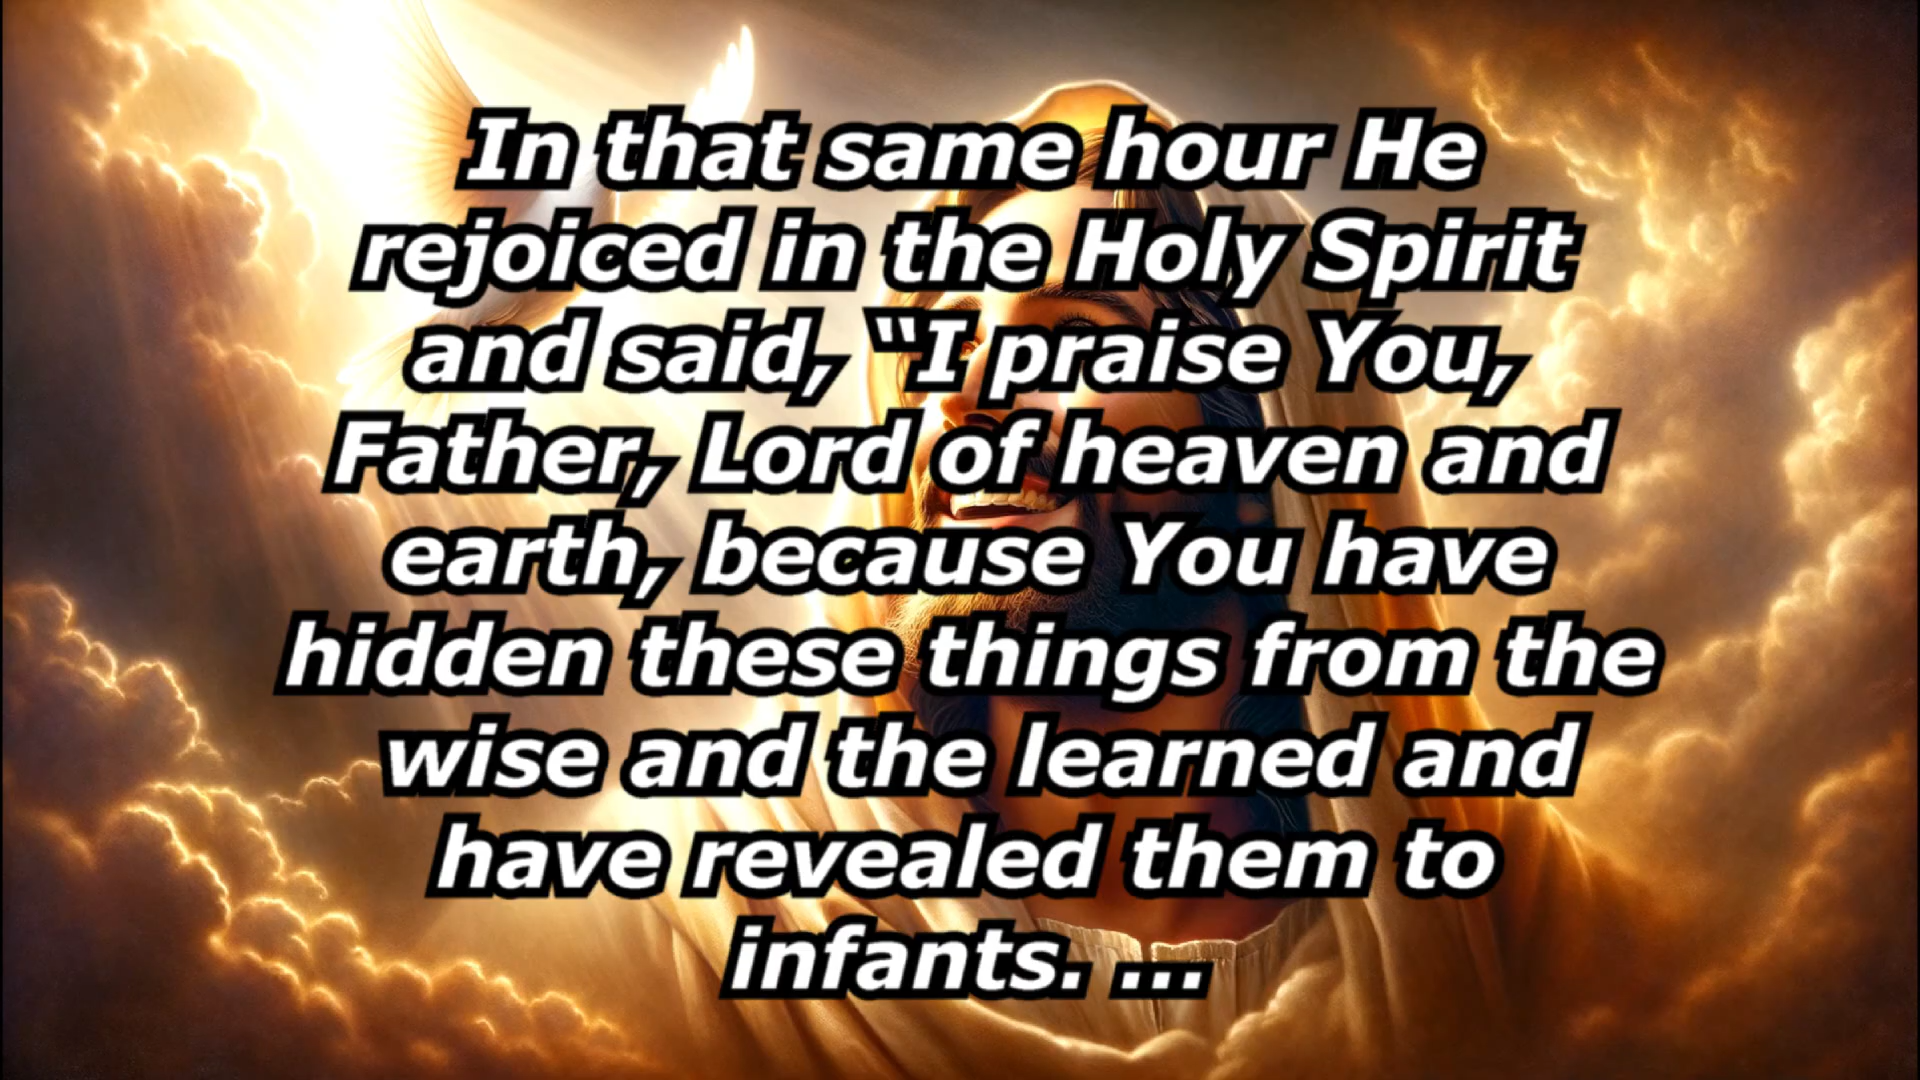 In that same hour He
rejoiced in the Holy Spirit
and said, “I praise You,
Father, Lord of heaven and
earth, because You have
hidden these things from the
wise and the learned and
have revealed them to
infants. ...